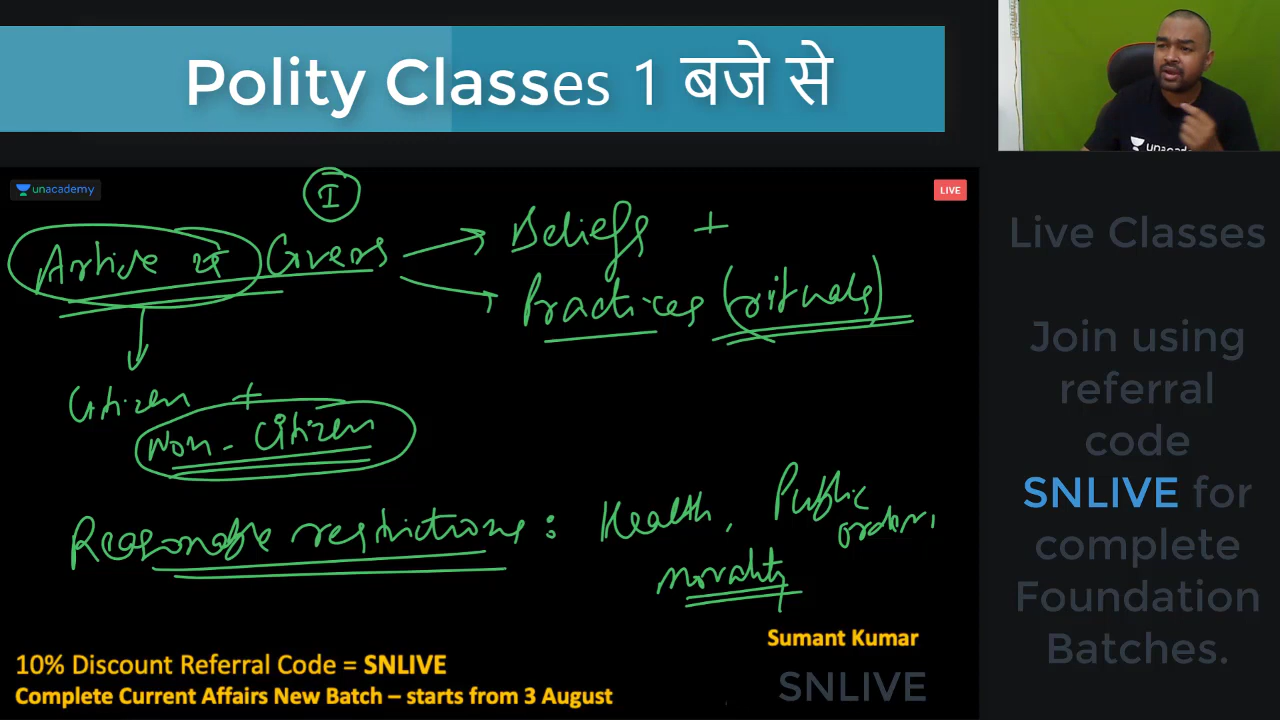 Polity Classes 1 बजे से
unacademy
LIVE
I
Article 25 Covers → Beliefs +
Practices (rituals)
Citizen +
Non-Citizen
Reasonable restrictions : Health, Public order,
morality
Sumant Kumar
10% Discount Referral Code = SNLIVE
SNLIVE
Complete Current Affairs New Batch – starts from 3 August
unacademy
Live Classes
Join using
referral
code
SNLIVE for
complete
Foundation
Batches.